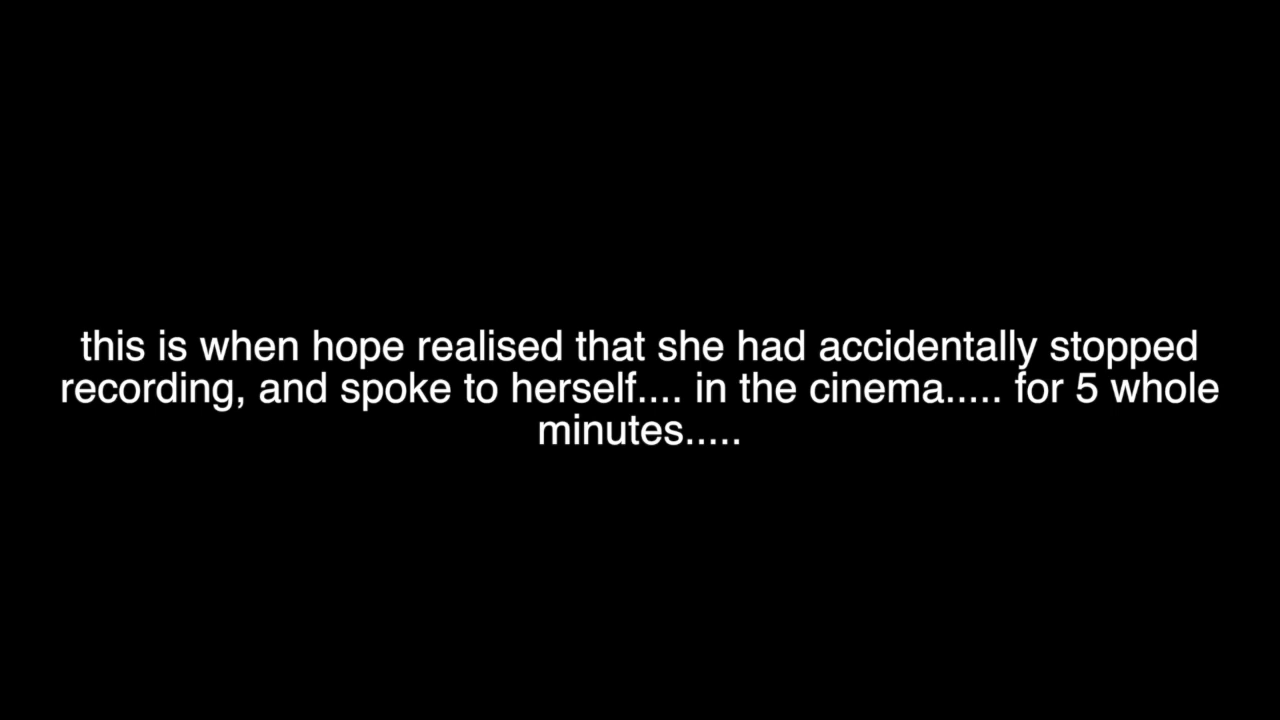 this is when hope realised that she had accidentally stopped
recording, and spoke to herself.... in the cinema..... for 5 whole
minutes.....